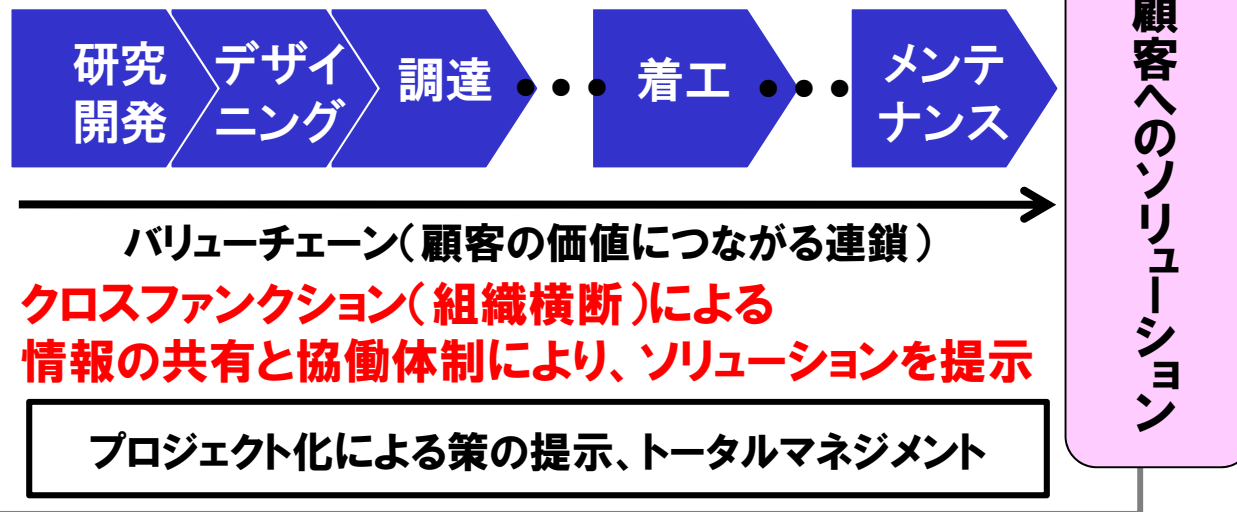 研究
開発
デザイ
ニング
調達
・・・
着工
・・・
メンテ
ナンス
バリューチェーン(顧客の価値につながる連鎖)
クロスファンクション(組織横断)による
情報の共有と協働体制により、ソリューションを提示
プロジェクト化による策の提示、トータルマネジメント
顧客へのソリューション